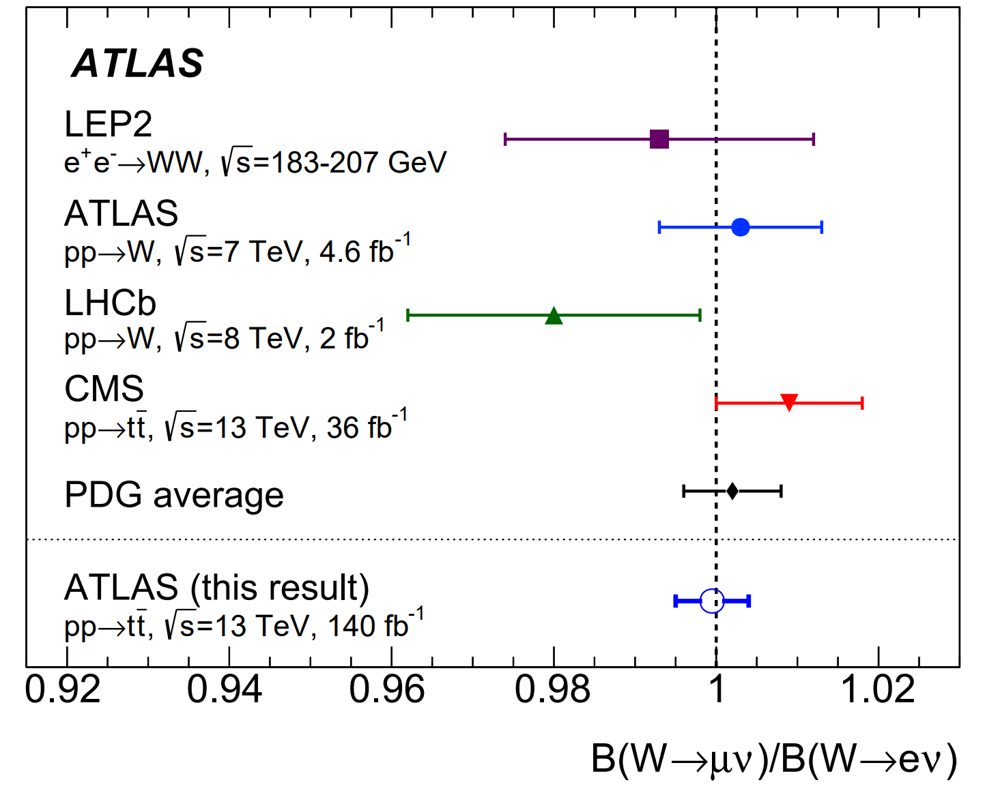 ATLAS
LEP2
e⁺e⁻→WW, √s=183-207 GeV
ATLAS
pp→W, √s=7 TeV, 4.6 fb⁻¹
LHCb
pp→W, √s=8 TeV, 2 fb⁻¹
CMS
pp→tt̅, √s=13 TeV, 36 fb⁻¹
PDG average
ATLAS (this result)
pp→tt̅, √s=13 TeV, 140 fb⁻¹
0.92 0.94 0.96 0.98 1 1.02
B(W→μν)/B(W→eν)